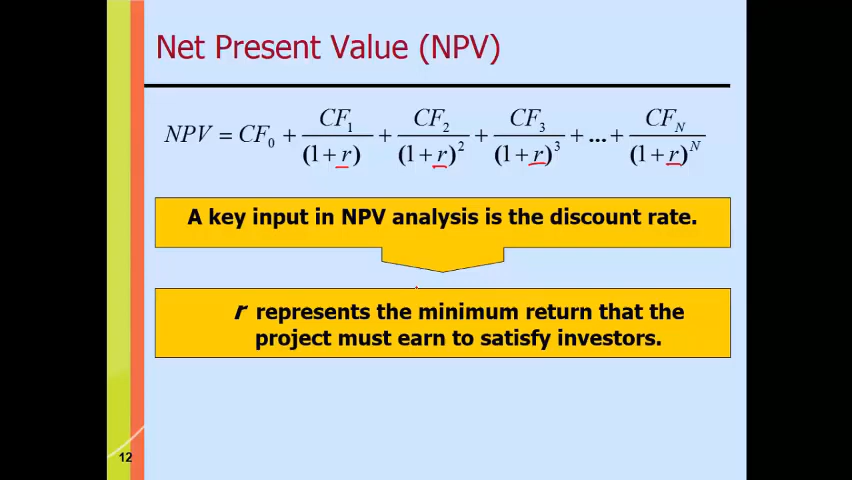 Net Present Value (NPV)
NPV = CF₀ + CF₁/(1 + r) + CF₂/(1 + r)² + CF₃/(1 + r)³ + ... + CF_N/(1 + r)^N
A key input in NPV analysis is the discount rate.
r represents the minimum return that the
project must earn to satisfy investors.
12